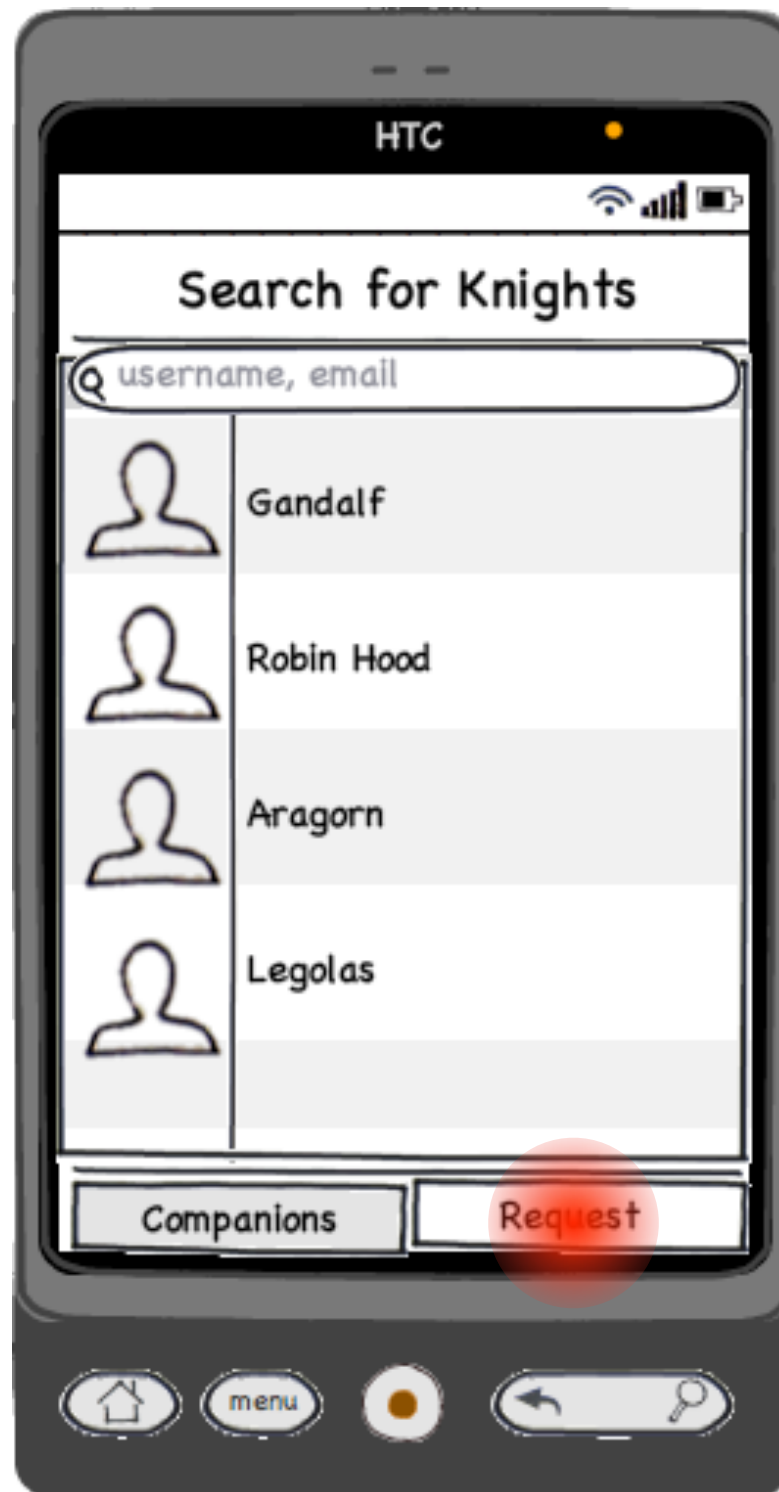 HTC
Search for Knights
username, email
Gandalf
Robin Hood
Aragorn
Legolas
Companions
Request
menu